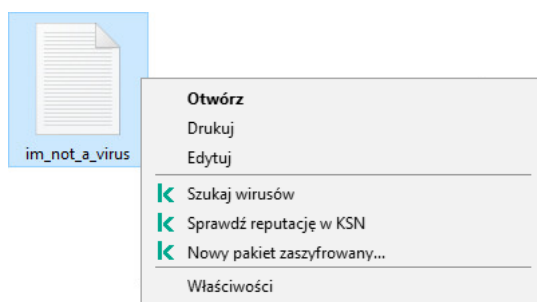 im_not_a_virus
Otwórz
Drukuj
Edytuj
Szukaj wirusów
Sprawdź reputację w KSN
Nowy pakiet zaszyfrowany...
Właściwości